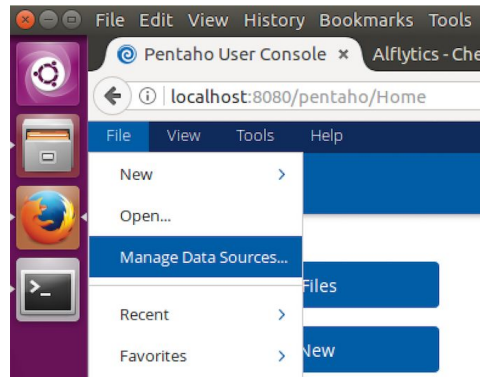 File Edit View History Bookmarks Tools
Pentaho User Console × Alflytics - Che
localhost:8080/pentaho/Home
File View Tools Help
New
Open...
Manage Data Sources...
Files
Recent
Favorites
New